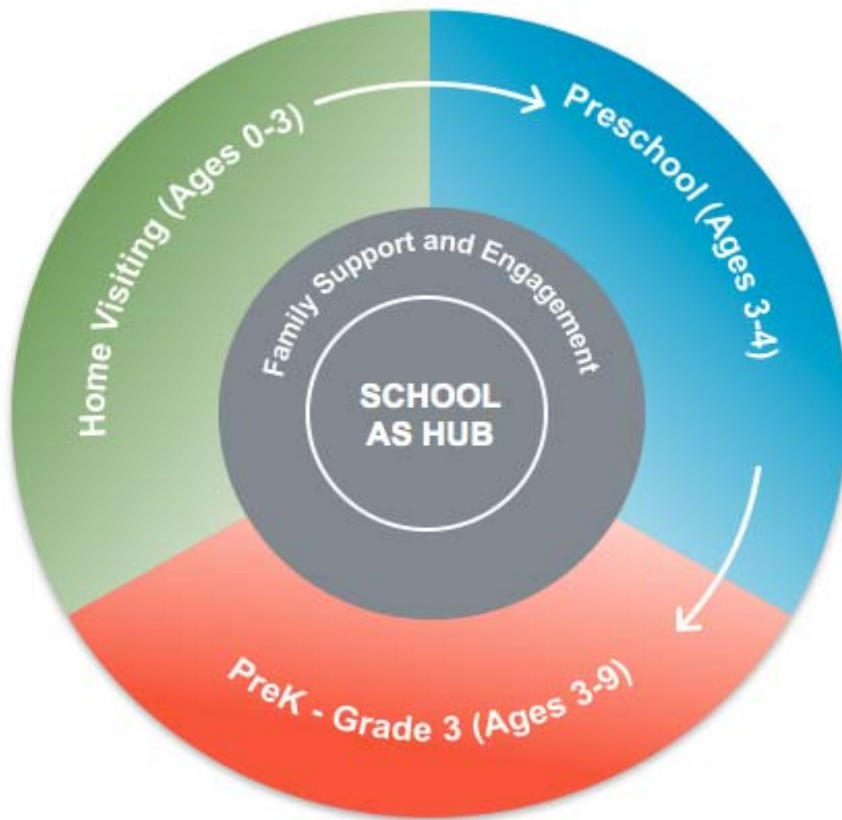 Home Visiting (Ages 0-3)
Preschool (Ages 3-4)
Family Support and Engagement
SCHOOL
AS HUB
PreK - Grade 3 (Ages 3-9)